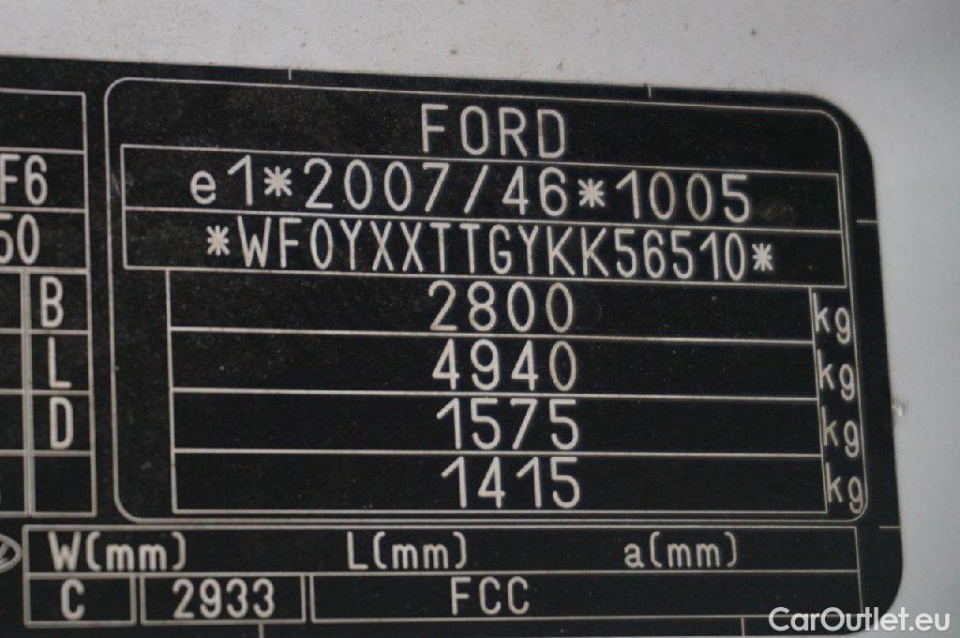 FORD
F6
e1*2007/46*1005
50
*WF0YXXTTGYKK56510*
B
2800 kg
L
4940 kg
D
1575 kg
1415 kg
W(mm) L(mm) a(mm)
C 2933 FCC
CarOutlet.eu